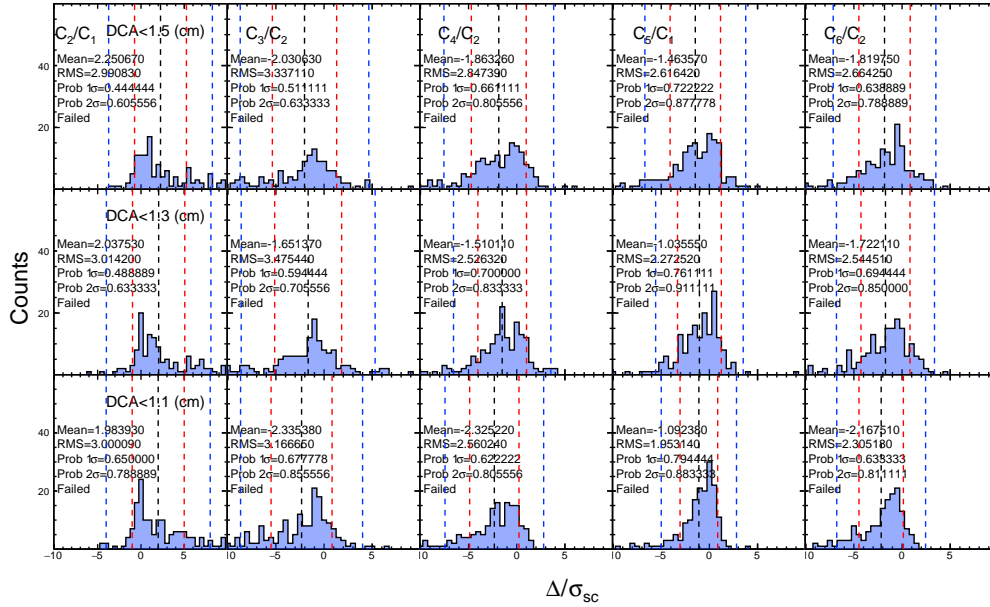 C2/C1 DCA<1.5 (cm) C3/C2 C4/C2 C5/C1 C6/C2
60
Mean=2.250670 Mean=-2.030630 Mean=-1.863260 Mean=-1.463570 Mean=-1.819750
RMS=2.990830 RMS=3.337110 RMS=2.847390 RMS=2.616420 RMS=2.664250
Prob 1σ=0.444444 Prob 1σ=0.511111 Prob 1σ=0.661111 Prob 1σ=0.722222 Prob 1σ=0.638889
40
Prob 2σ=0.605556 Prob 2σ=0.633333 Prob 2σ=0.805556 Prob 2σ=0.877778 Prob 2σ=0.788889
Failed Failed Failed Failed Failed
20
DCA<1.3 (cm)
Mean=2.037530 Mean=-1.651370 Mean=-1.510110 Mean=-1.035550 Mean=-1.722110
40
RMS=3.014200 RMS=3.475440 RMS=2.526320 RMS=2.272520 RMS=2.544510
Prob 1σ=0.488889 Prob 1σ=0.594444 Prob 1σ=0.700000 Prob 1σ=0.761111 Prob 1σ=0.694444
Prob 2σ=0.633333 Prob 2σ=0.705556 Prob 2σ=0.833333 Prob 2σ=0.911111 Prob 2σ=0.850000
Failed Failed Failed Failed Failed
20
Counts
DCA<1.1 (cm)
Mean=1.983930 Mean=-2.335380 Mean=-2.325220 Mean=-1.092380 Mean=-2.167510
40
RMS=3.000090 RMS=3.166660 RMS=2.560240 RMS=1.953140 RMS=2.305180
Prob 1σ=0.650000 Prob 1σ=0.677778 Prob 1σ=0.622222 Prob 1σ=0.794444 Prob 1σ=0.633333
Prob 2σ=0.788889 Prob 2σ=0.855556 Prob 2σ=0.805556 Prob 2σ=0.883333 Prob 2σ=0.811111
Failed Failed Failed Failed Failed
20
−10 −5 0 5 −5 0 5 −5 0 5 −5 0 5 −5 0 5
Δ/σsc